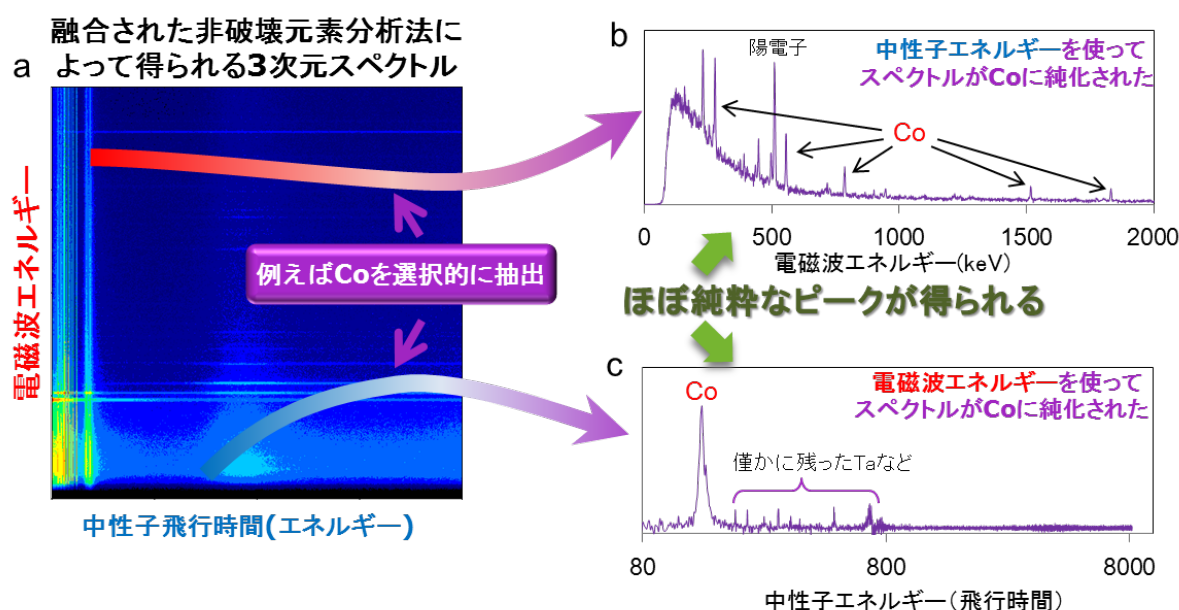 融合された非破壊元素分析法に
よって得られる3次元スペクトル
a
電磁波エネルギー
例えばCoを選択的に抽出
中性子飛行時間(エネルギー)
b
陽電子
中性子エネルギーを使って
スペクトルがCoに純化された
Co
0
500
1000
1500
2000
電磁波エネルギー(keV)
ほぼ純粋なピークが得られる
c
Co
電磁波エネルギーを使って
スペクトルがCoに純化された
僅かに残ったTaなど
80
800
8000
中性子エネルギー(飛行時間)